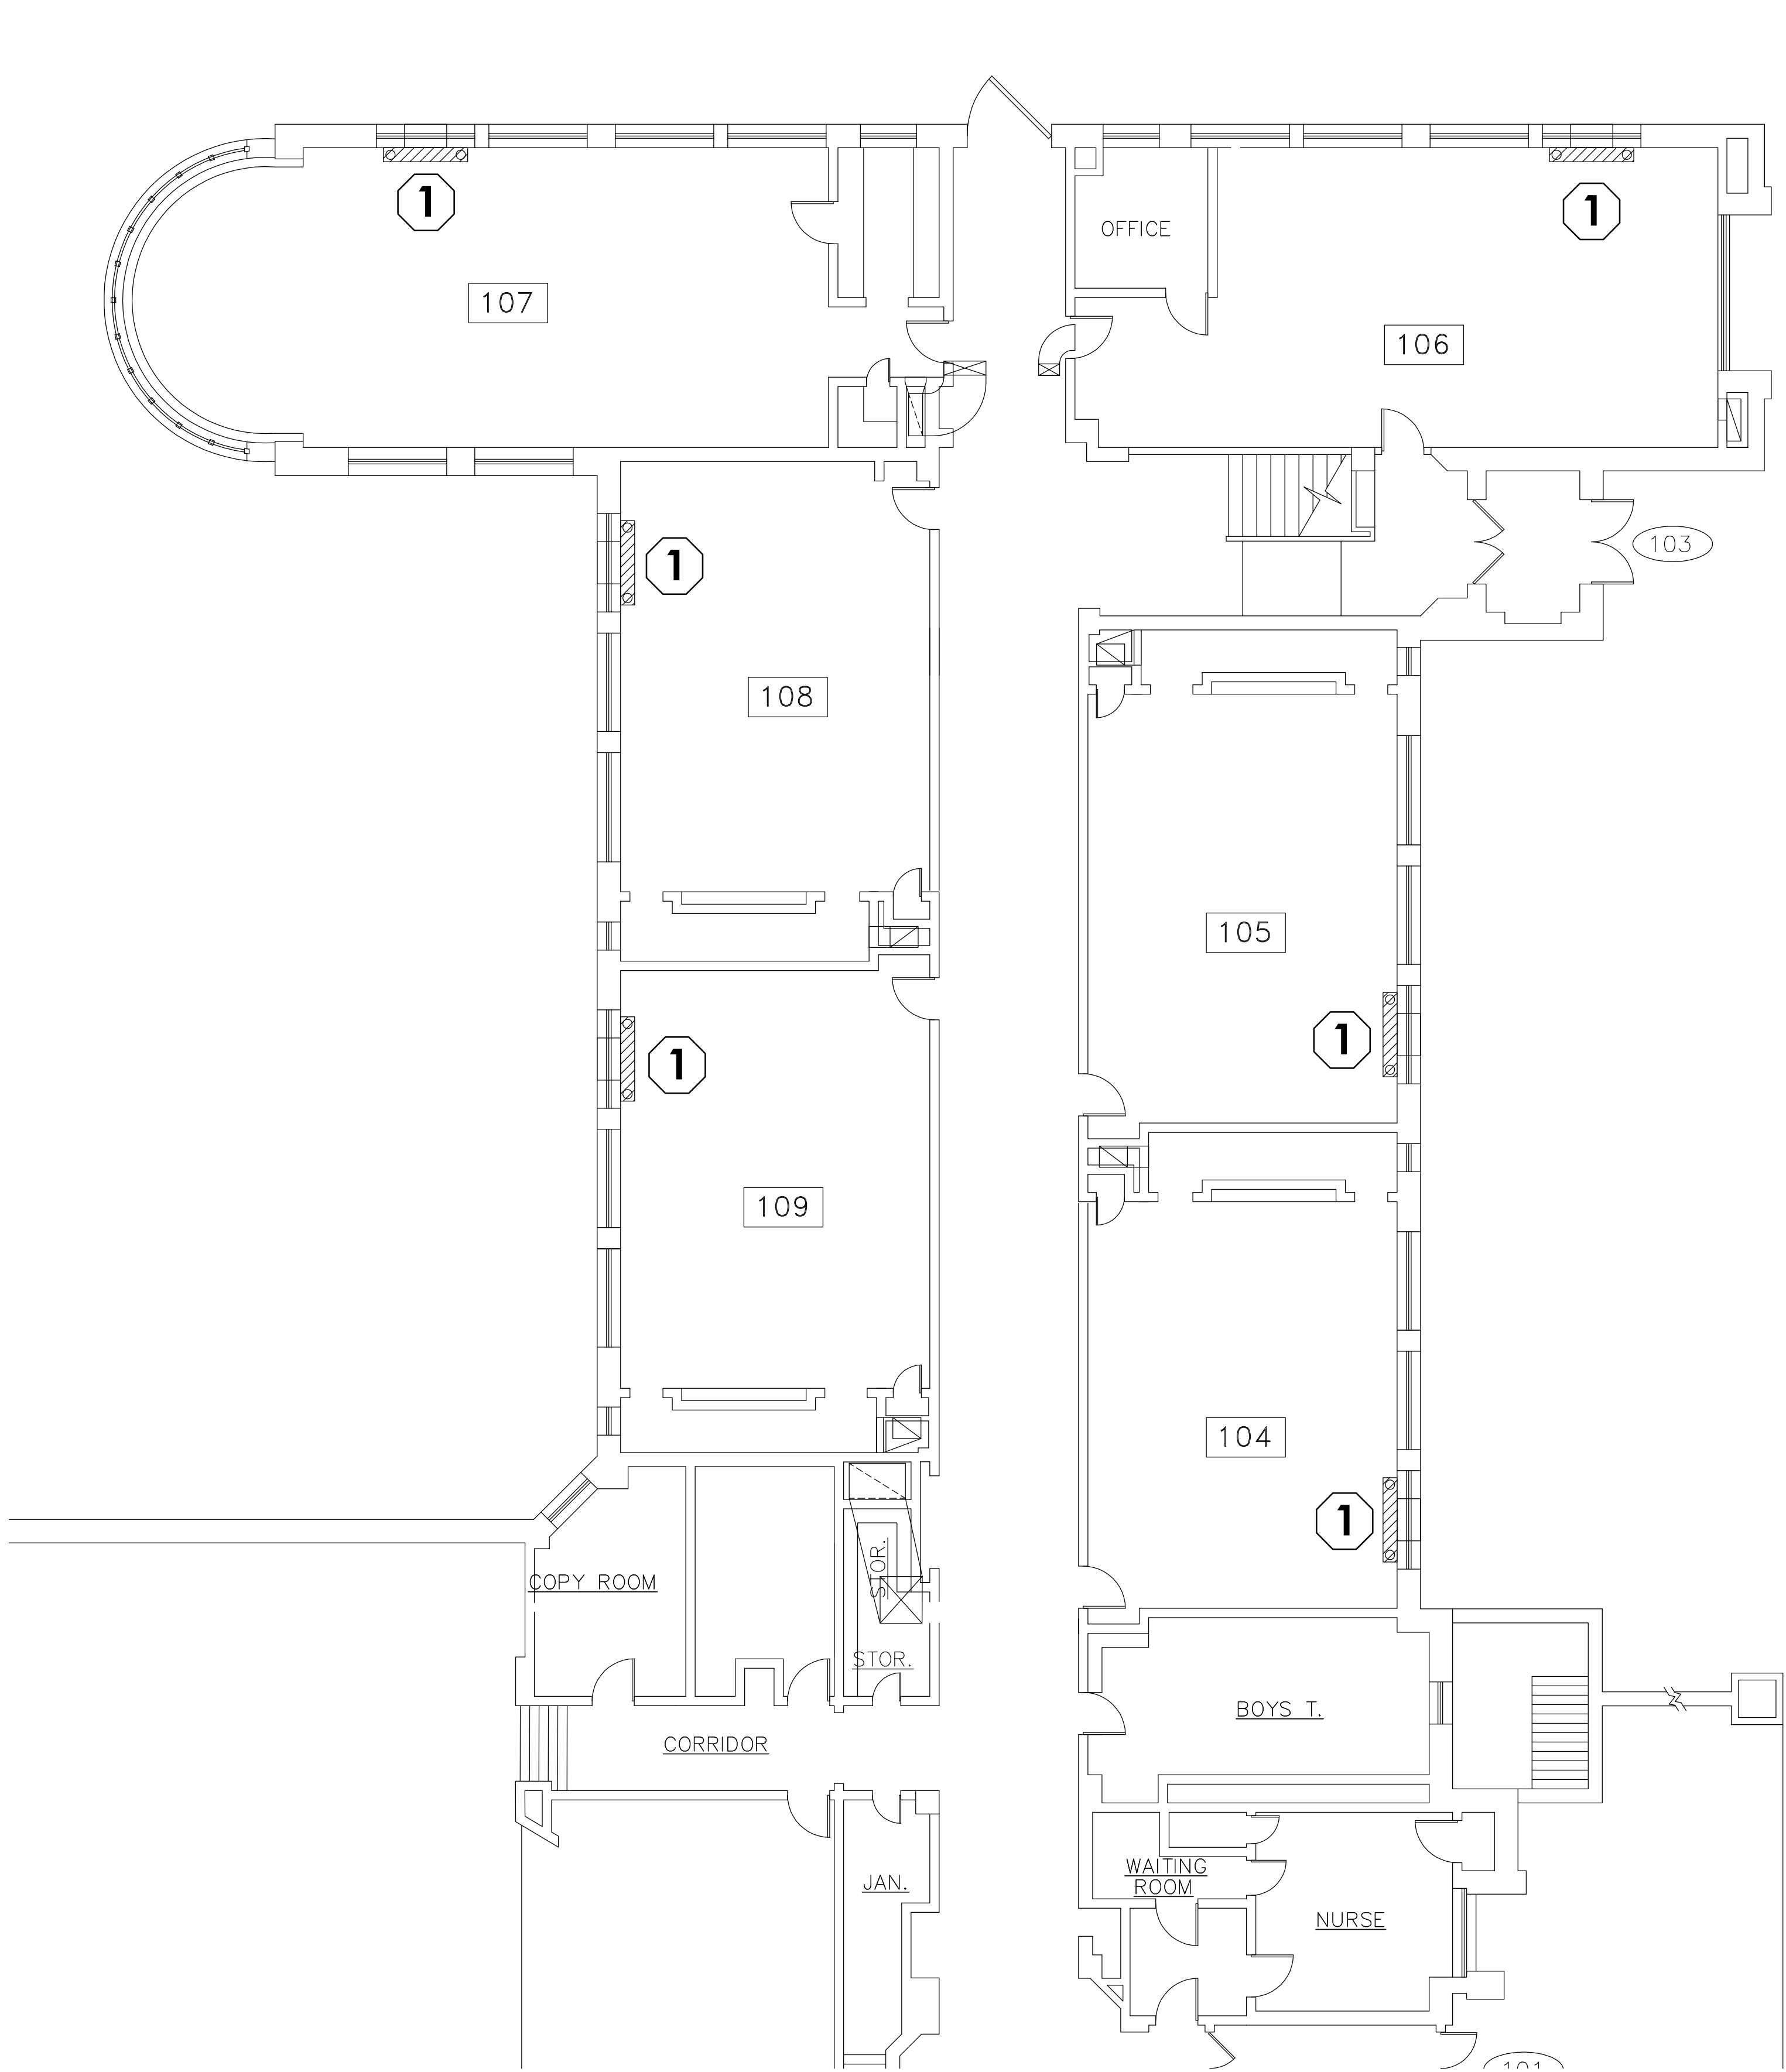 1
1
OFFICE
107
106
103
1
108
105
1
1
109
104
1
STOR.
COPY ROOM
STOR.
BOYS T.
CORRIDOR
WAITING
ROOM
JAN.
NURSE